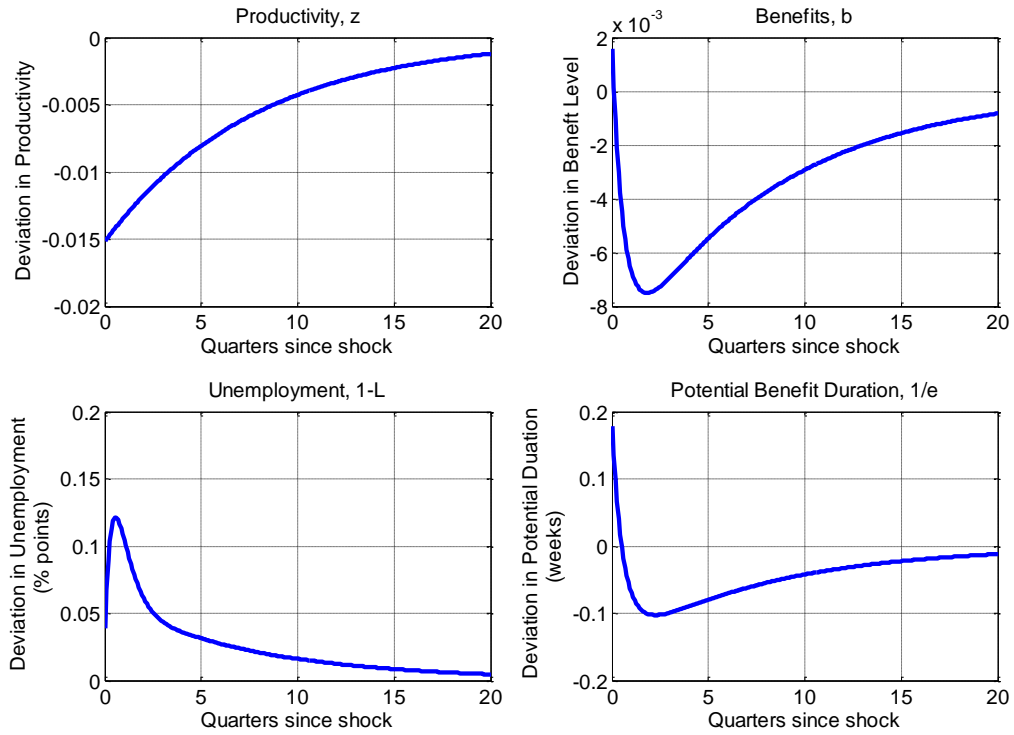 Productivity, z
0
-0.005
-0.01
-0.015
-0.02
0 5 10 15 20
Deviation in Productivity
Quarters since shock
Benefits, b
x 10^-3
2
0
-2
-4
-6
-8
0 5 10 15 20
Deviation in Beneft Level
Quarters since shock
Unemployment, 1-L
0.2
0.15
0.1
0.05
0
0 5 10 15 20
Deviation in Unemployment
(% points)
Quarters since shock
Potential Benefit Duration, 1/e
0.2
0.1
0
-0.1
-0.2
0 5 10 15 20
Deviation in Potential Duation
(weeks)
Quarters since shock